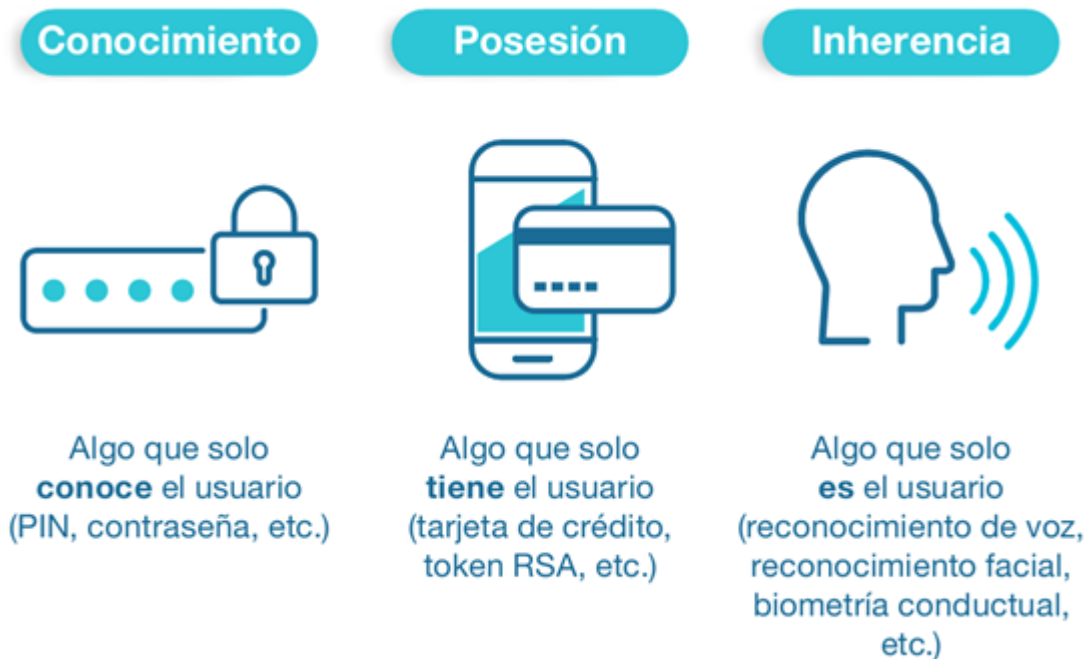 Conocimiento
Posesión
Inherencia
Algo que solo
conoce el usuario
(PIN, contraseña, etc.)
Algo que solo
tiene el usuario
(tarjeta de crédito,
token RSA, etc.)
Algo que solo
es el usuario
(reconocimiento de voz,
reconocimiento facial,
biometría conductual,
etc.)